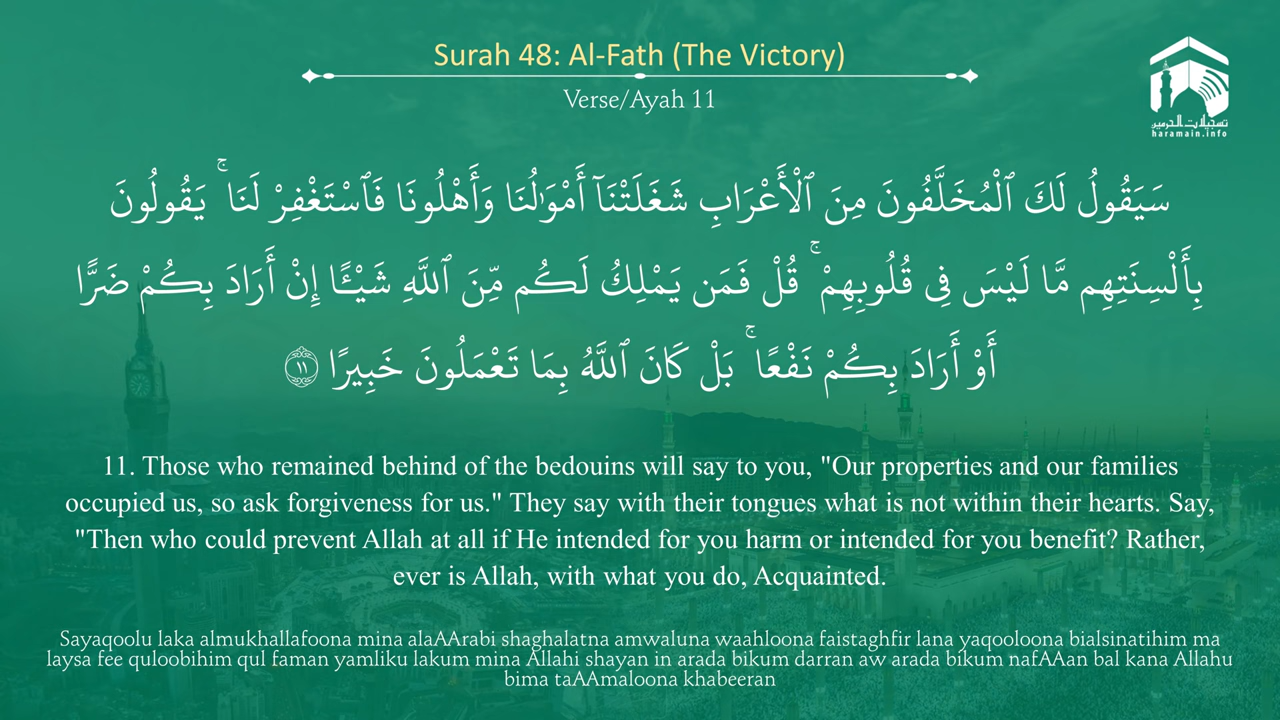 Surah 48: Al-Fath (The Victory)
Verse/Ayah 11
تسجيلات الحرمين
haramain.info
سَيَقُولُ لَكَ ٱلْمُخَلَّفُونَ مِنَ ٱلْأَعْرَابِ شَغَلَتْنَآ أَمْوَٰلُنَا وَأَهْلُونَا فَٱسْتَغْفِرْ لَنَا ۚ يَقُولُونَ
بِأَلْسِنَتِهِم مَّا لَيْسَ فِى قُلُوبِهِمْ ۚ قُلْ فَمَن يَمْلِكُ لَكُم مِّنَ ٱللَّهِ شَيْـًٔا إِنْ أَرَادَ بِكُمْ ضَرًّا
أَوْ أَرَادَ بِكُمْ نَفْعًۢا ۚ بَلْ كَانَ ٱللَّهُ بِمَا تَعْمَلُونَ خَبِيرًا ١١
11. Those who remained behind of the bedouins will say to you, "Our properties and our families
occupied us, so ask forgiveness for us." They say with their tongues what is not within their hearts. Say,
"Then who could prevent Allah at all if He intended for you harm or intended for you benefit? Rather,
ever is Allah, with what you do, Acquainted.
Sayaqoolu laka almukhallafoona mina alaAArabi shaghalatna amwaluna waahloona faistaghfir lana yaqooloona bialsinatihim ma
laysa fee quloobihim qul faman yamliku lakum mina Allahi shayan in arada bikum darran aw arada bikum nafAAan bal kana Allahu
bima taAAmaloona khabeeran